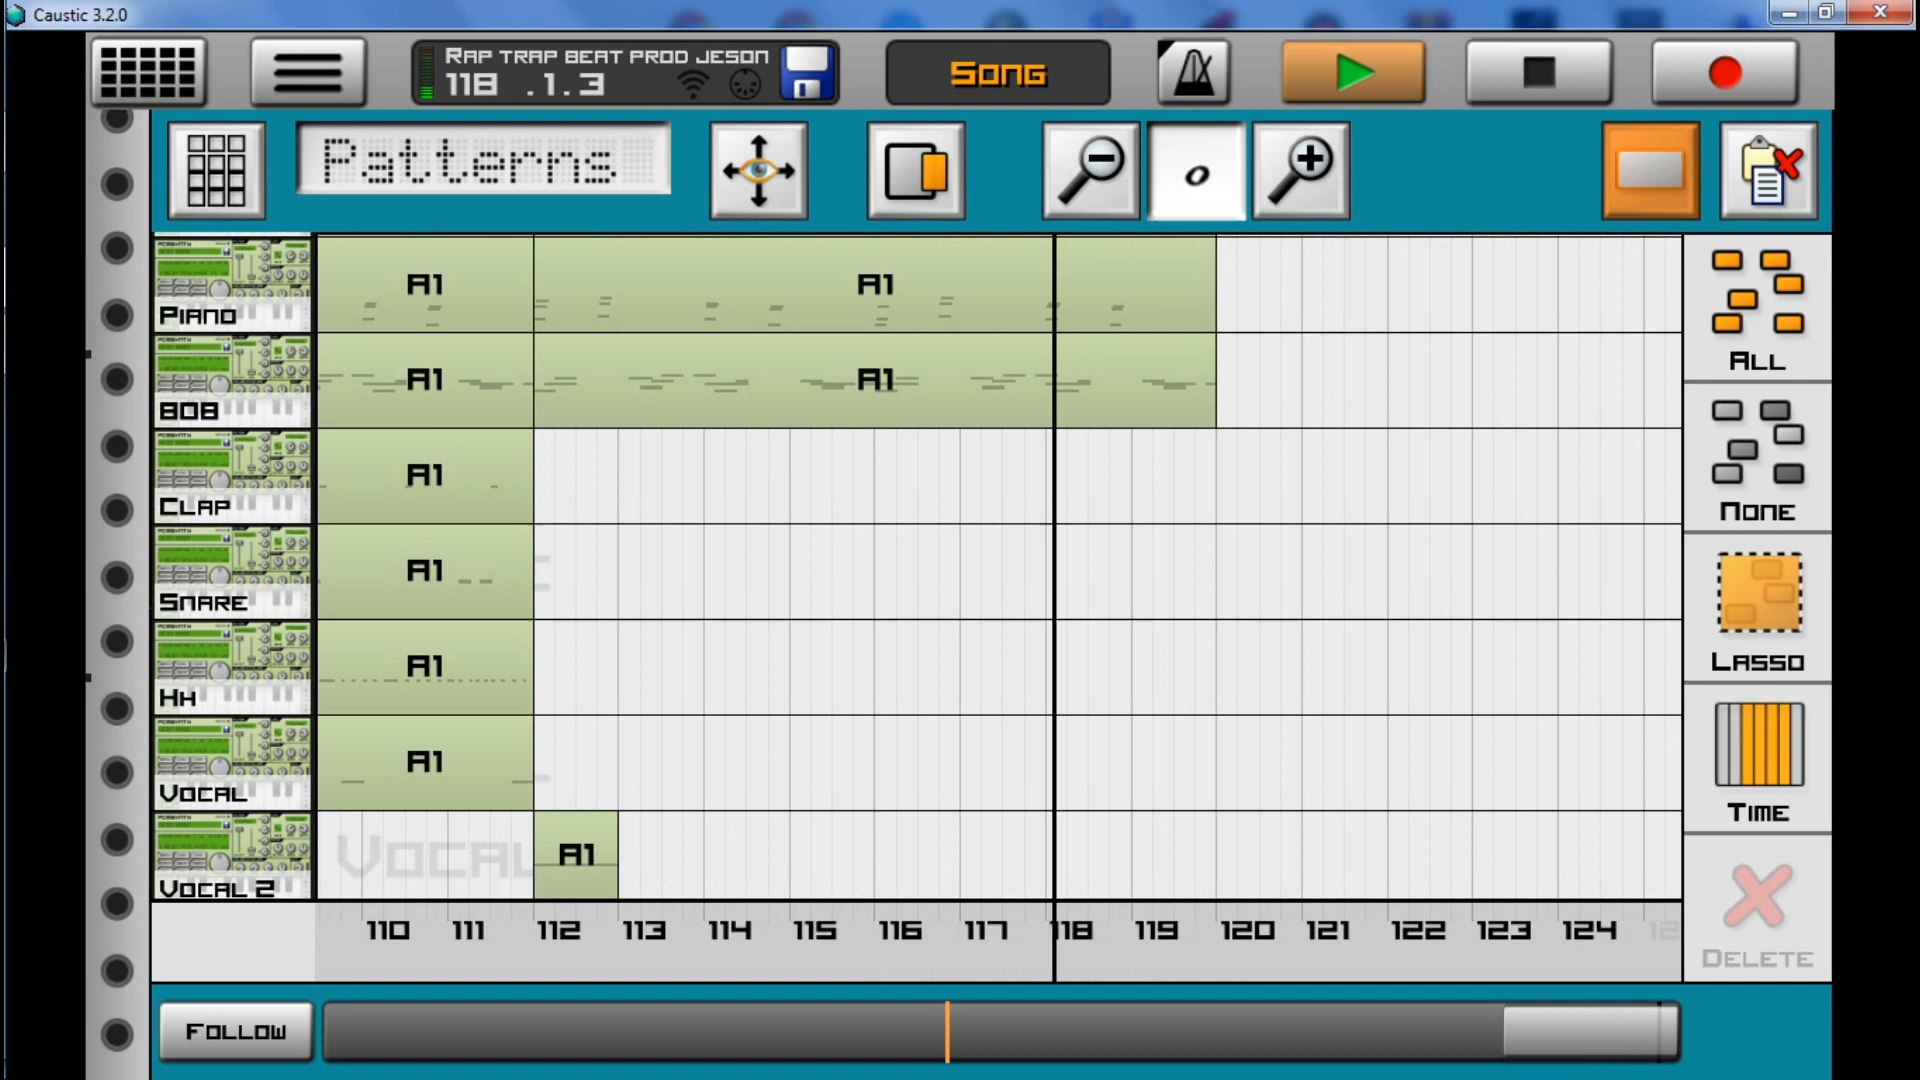 Caustic 3.2.0
RAP TRAP BEAT PROD JESON
118 .1.3
SONG
Patterns
o
A1 A1
PIANO
A1 A1
808
A1
CLAP
A1
SNARE
A1
HH
A1
VOCAL
VOCAL A1
VOCAL 2
ALL
NONE
LASSO
TIME
DELETE
110 111 112 113 114 115 116 117 118 119 120 121 122 123 124
FOLLOW